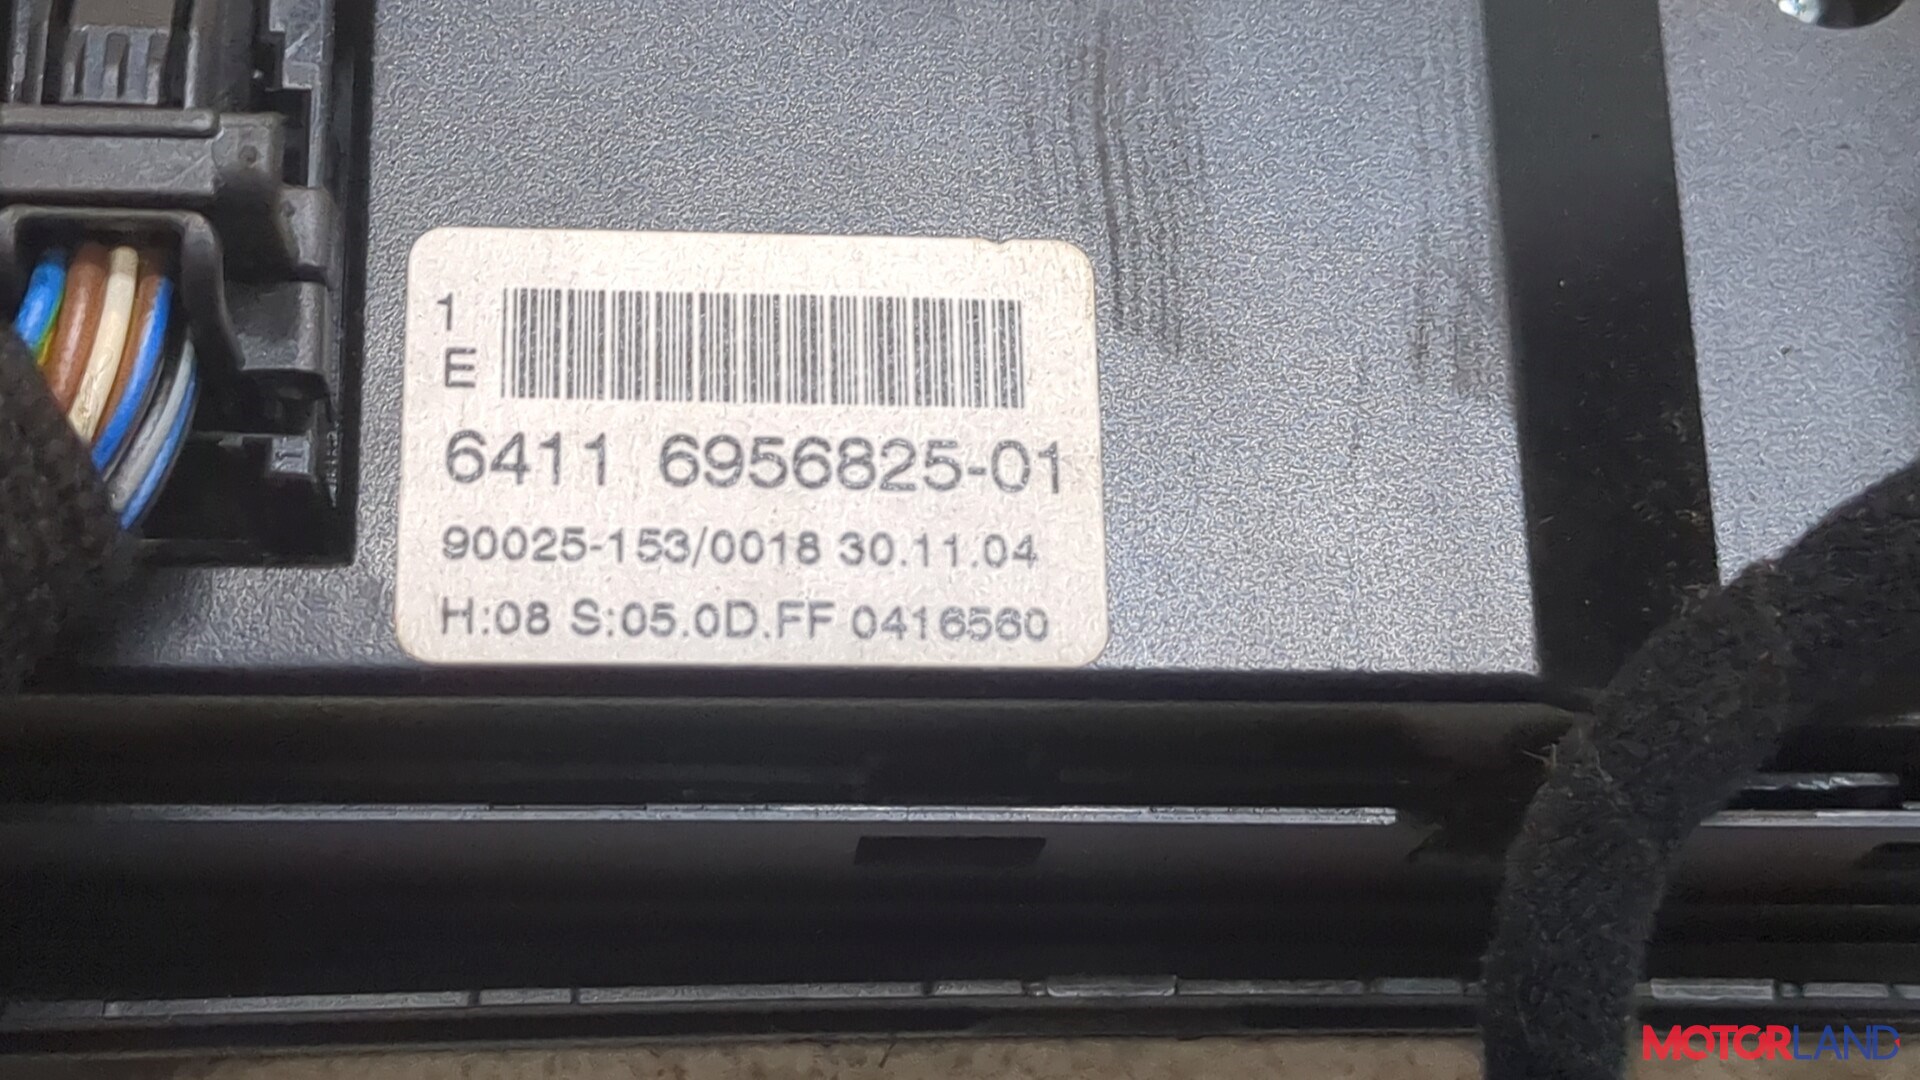 1
E
6411 6956825-01
90025-153/0018 30.11.04
H:08 S:05.0D.FF 0416560
MOTORLAND